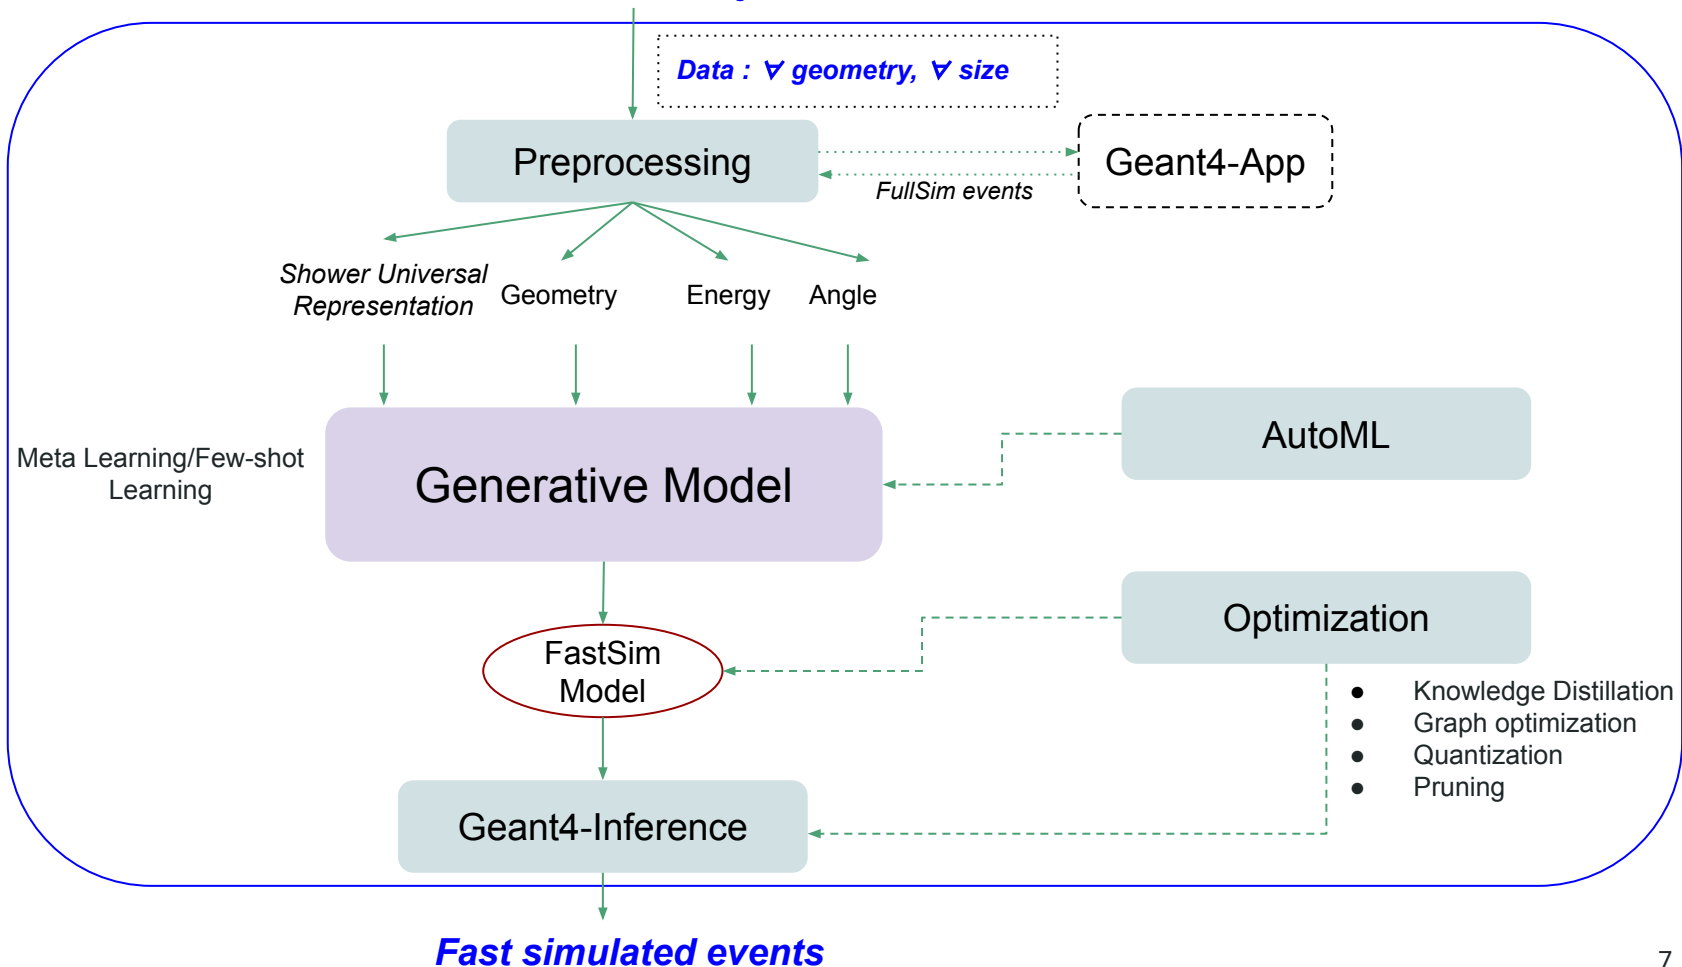 Data : ∀ geometry, ∀ size
Preprocessing
Geant4-App
FullSim events
Shower Universal
Representation
Geometry
Energy
Angle
AutoML
Meta Learning/Few-shot
Learning
Generative Model
Optimization
FastSim
Model
● Knowledge Distillation
● Graph optimization
● Quantization
● Pruning
Geant4-Inference
Fast simulated events
7